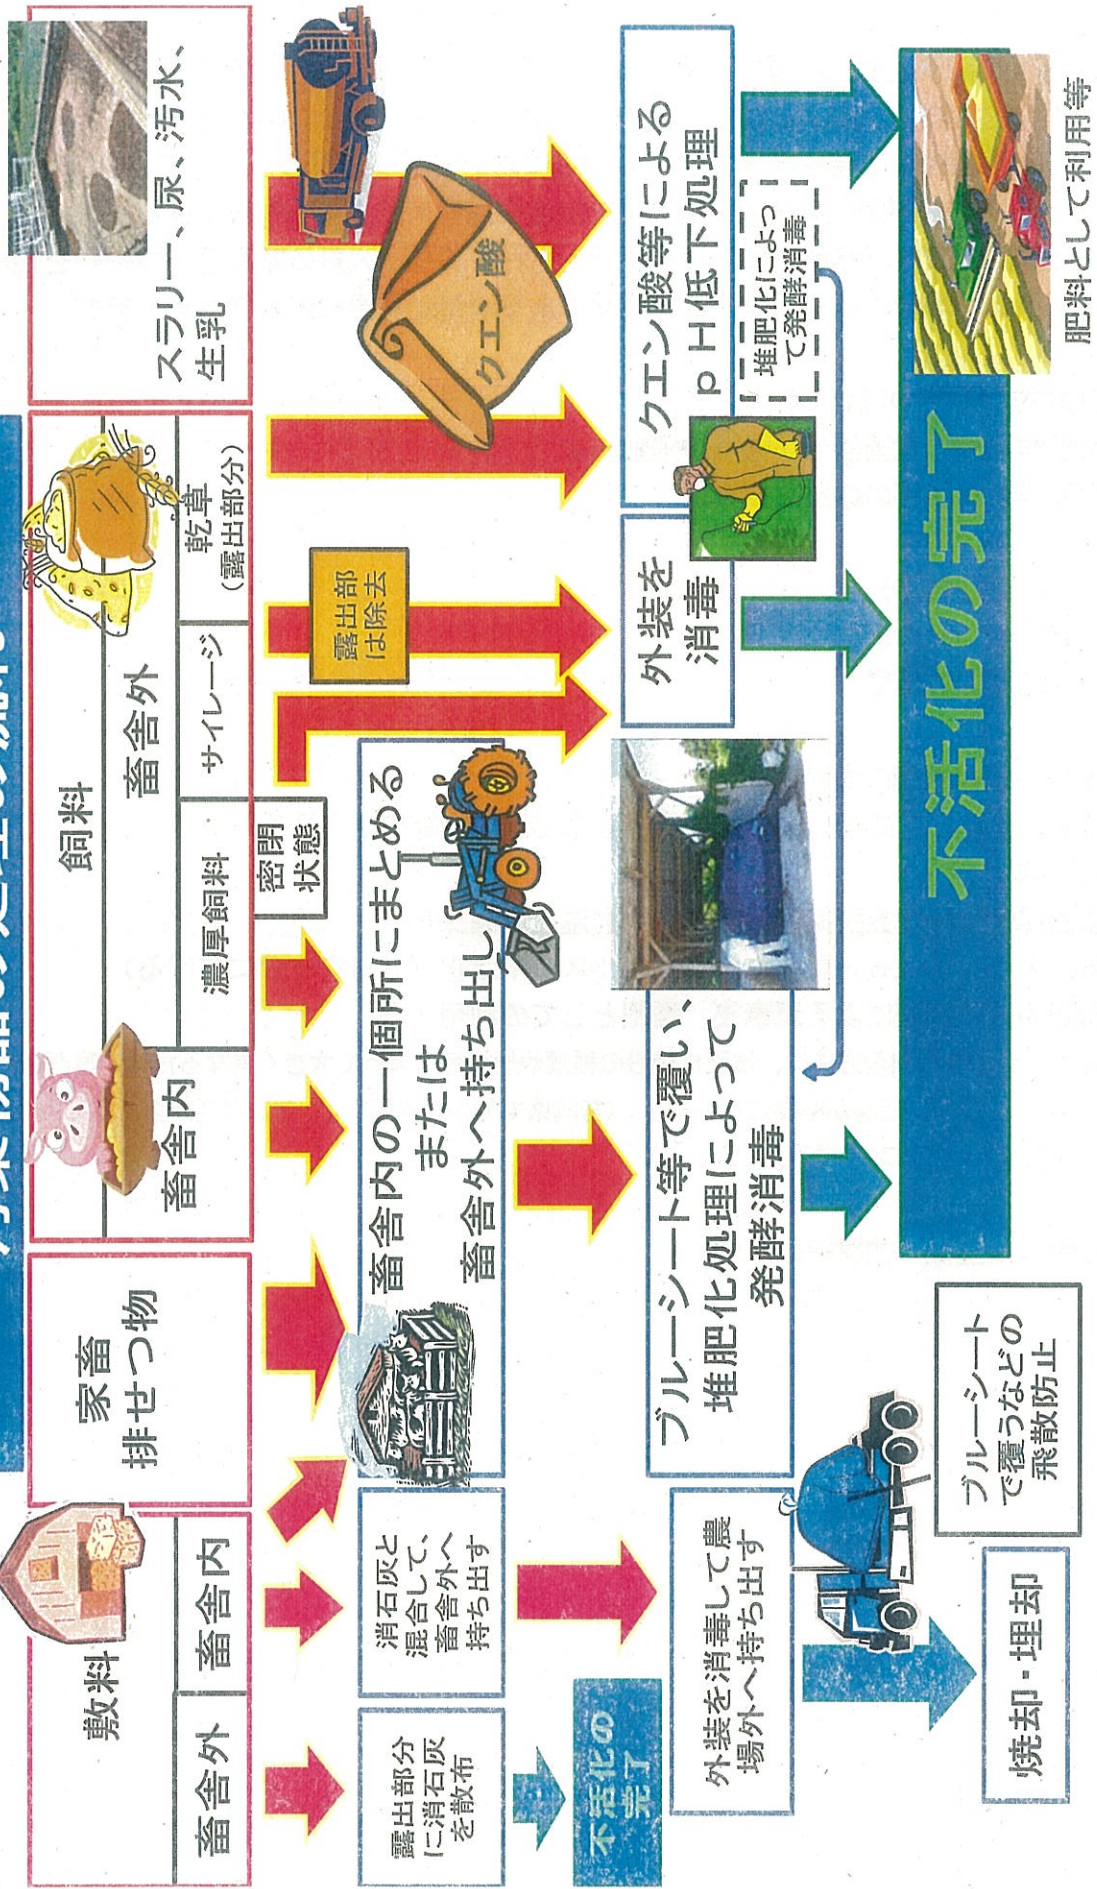 敷料
畜舎外
畜舎内
家畜
排せつ物
飼料
畜舎内
畜舎外
濃厚飼料
サイレージ
乾草
(露出部分)
スラリー、尿、汚水、
生乳
密閉
状態
露出部
は除去
クエン酸
露出部分
に消石灰
を散布
消石灰と
混合して、
畜舎外へ
持ち出す
畜舎内の一個所にまとめる
または
畜舎外へ持ち出し
不活化の
完了
外装を消毒して農
場外へ持ち出す
ブルーシート等で覆い、
堆肥化処理によって
発酵消毒
外装を
消毒
クエン酸等による
pH低下処理
堆肥化によっ
て発酵消毒
焼却・埋却
ブルーシート
で覆うなどの
飛散防止
不活化の完了
肥料として利用等